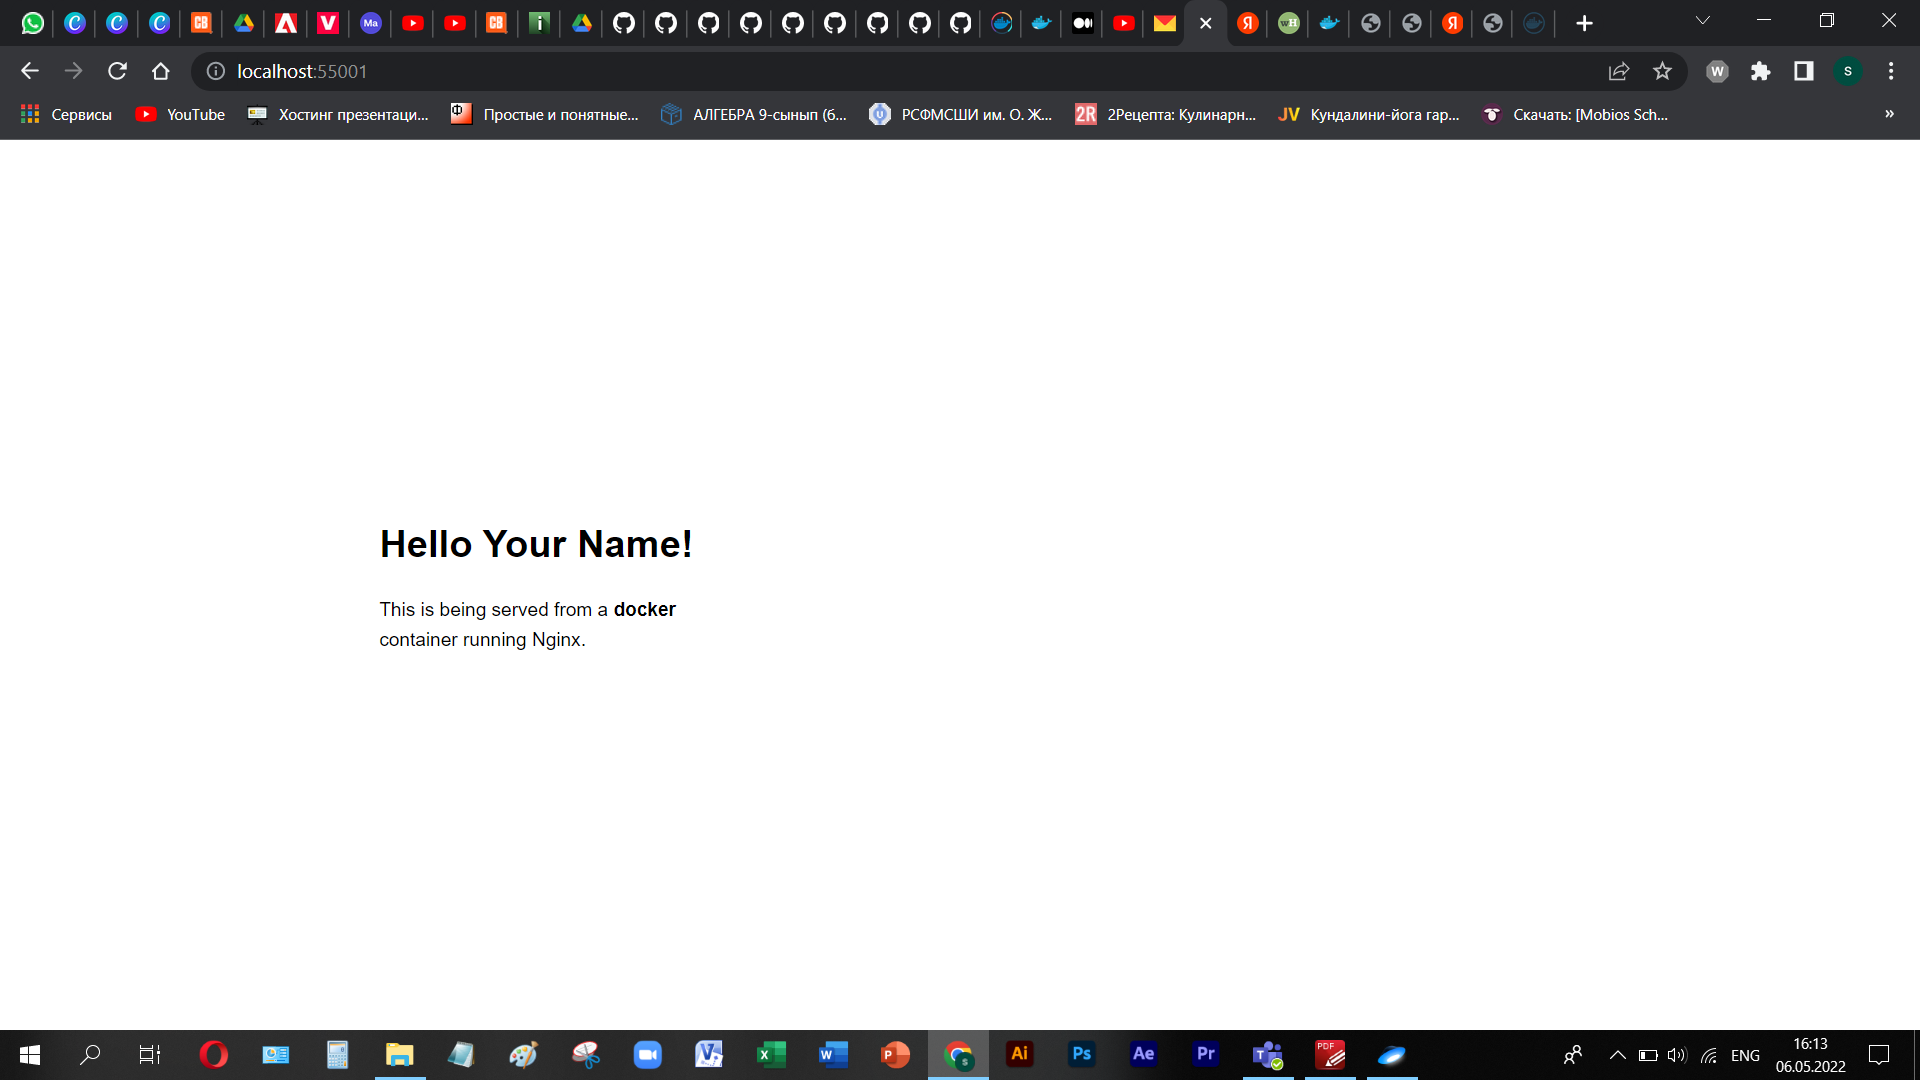 localhost:55001
Сервисы YouTube Хостинг презентаци... Простые и понятные... АЛГЕБРА 9-сынып (б... РСФМСШИ им. О. Ж... 2Рецепта: Кулинарн... Кундалини-йога гар... Скачать: [Mobios Sch...
Hello Your Name!
This is being served from a docker
container running Nginx.
ENG
16:13
06.05.2022